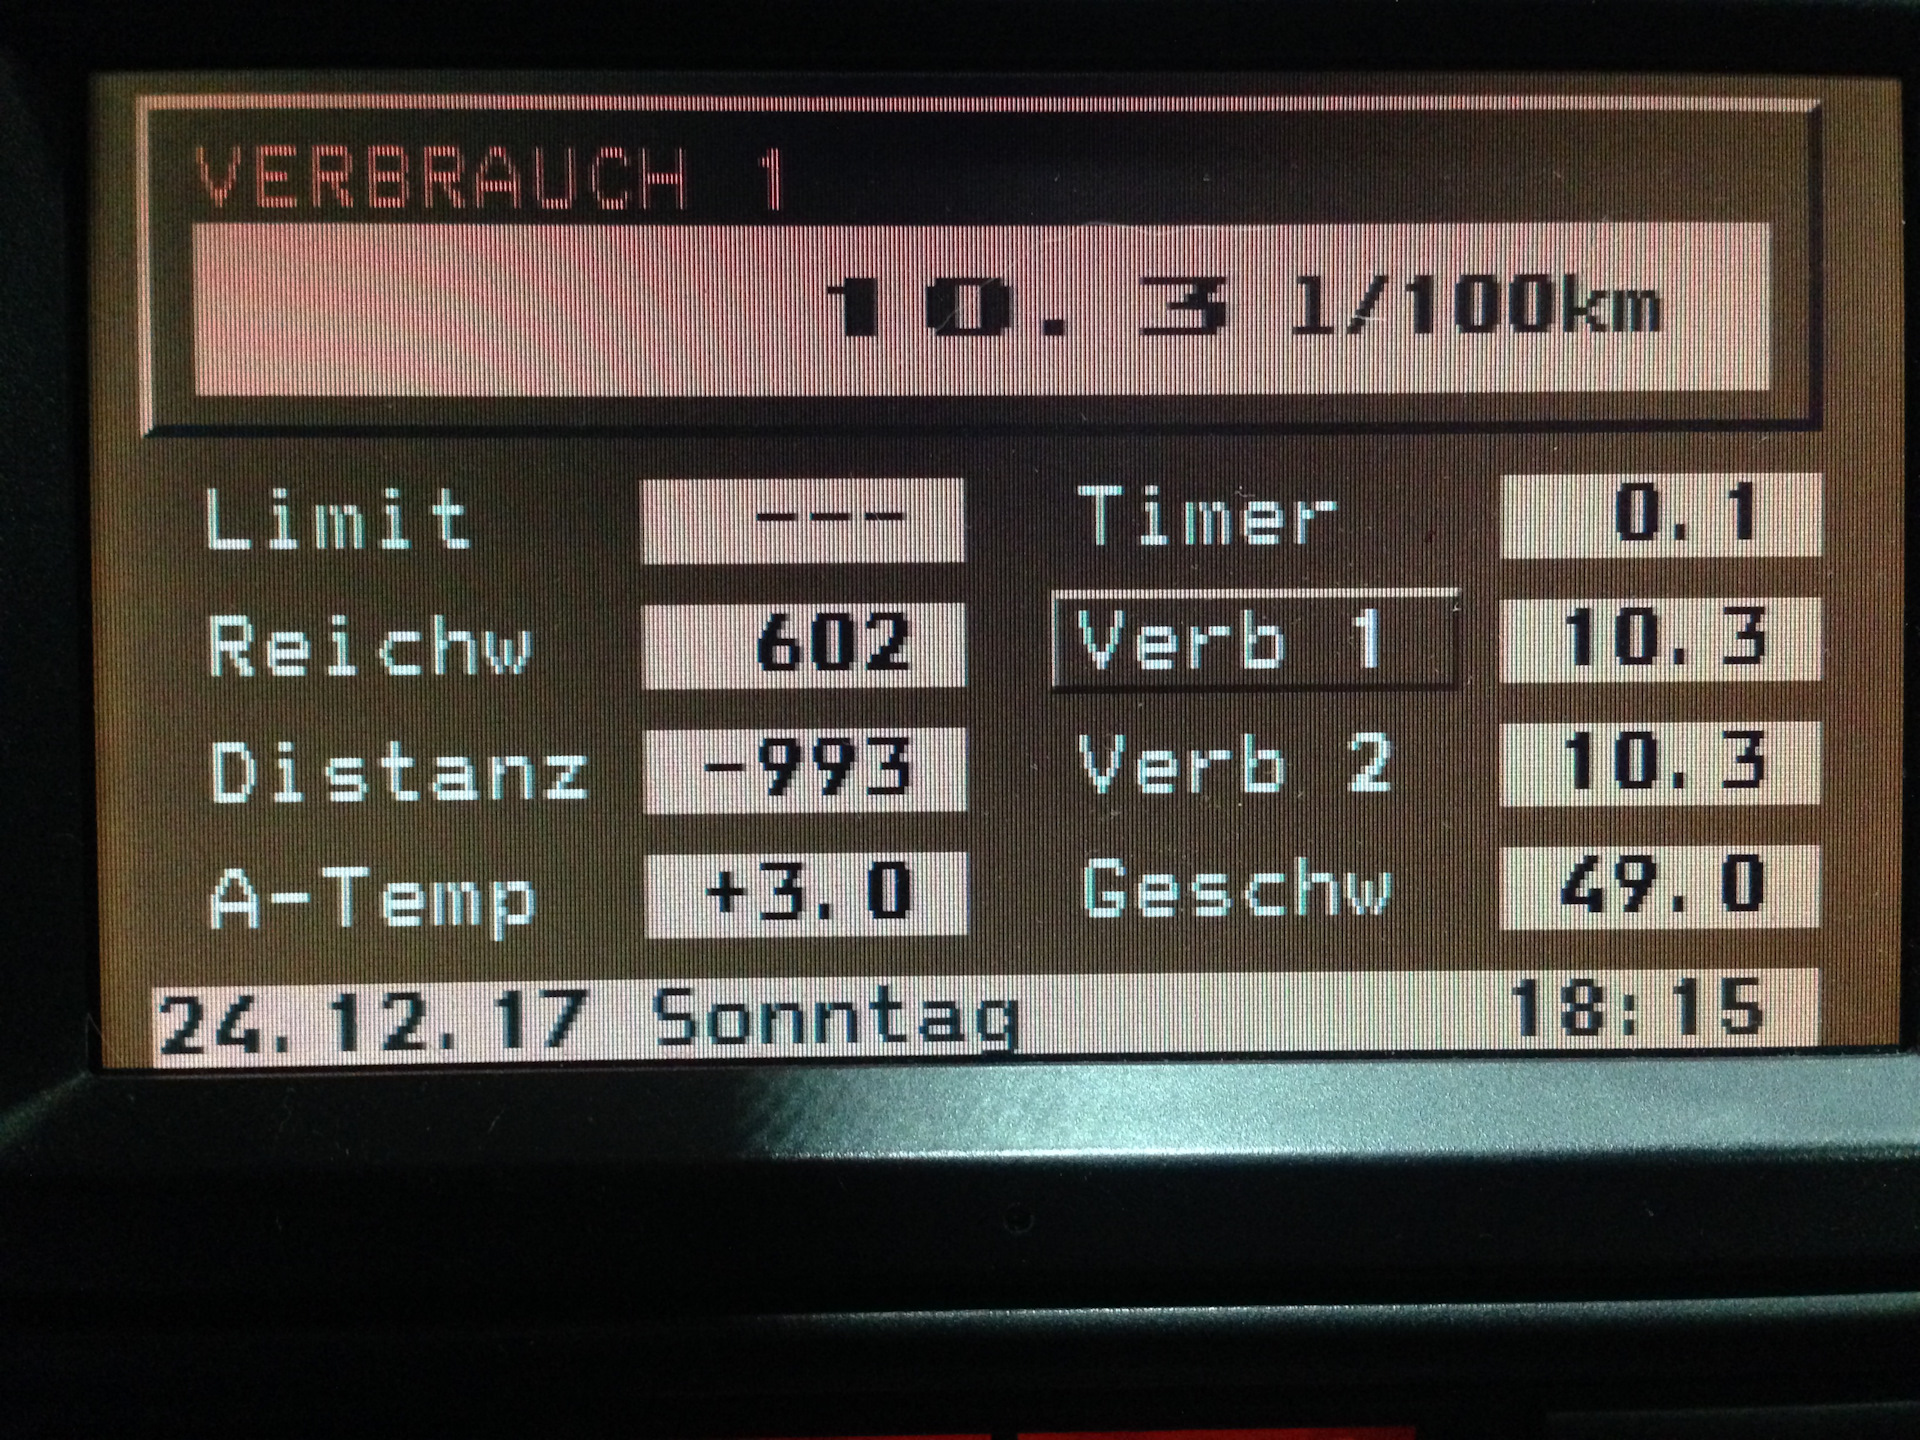 VERBRAUCH 1
10.3 l/100km
Limit --- Timer 0.1
Reichw 602 Verb 1 10.3
Distanz -993 Verb 2 10.3
A-Temp +3.0 Geschw 49.0
24.12.17 Sonntag 18:15